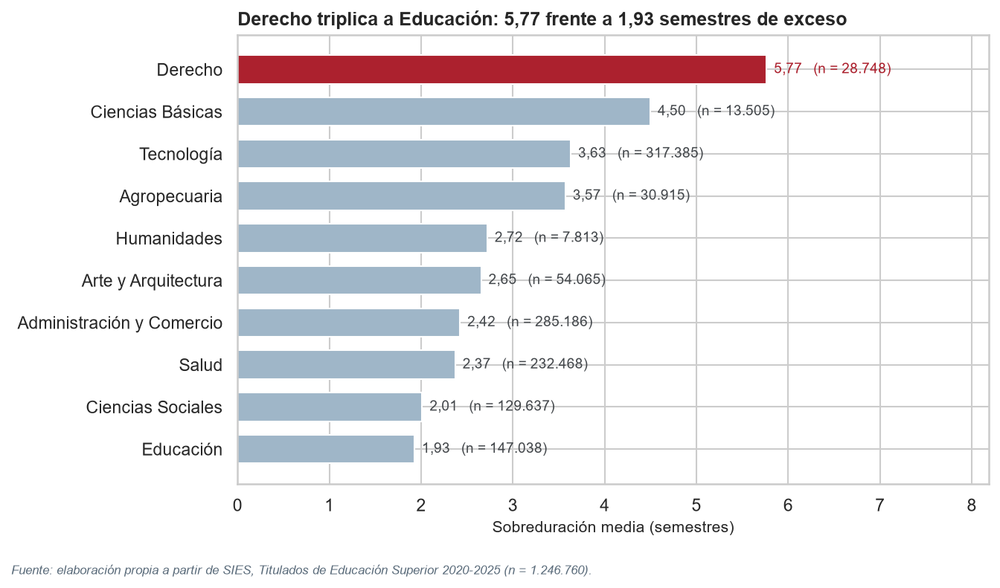 Derecho triplica a Educación: 5,77 frente a 1,93 semestres de exceso
Derecho 5,77 (n = 28.748)
Ciencias Básicas 4,50 (n = 13.505)
Tecnología 3,63 (n = 317.385)
Agropecuaria 3,57 (n = 30.915)
Humanidades 2,72 (n = 7.813)
Arte y Arquitectura 2,65 (n = 54.065)
Administración y Comercio 2,42 (n = 285.186)
Salud 2,37 (n = 232.468)
Ciencias Sociales 2,01 (n = 129.637)
Educación 1,93 (n = 147.038)
0 1 2 3 4 5 6 7 8
Sobreduración media (semestres)
Fuente: elaboración propia a partir de SIES, Titulados de Educación Superior 2020-2025 (n = 1.246.760).